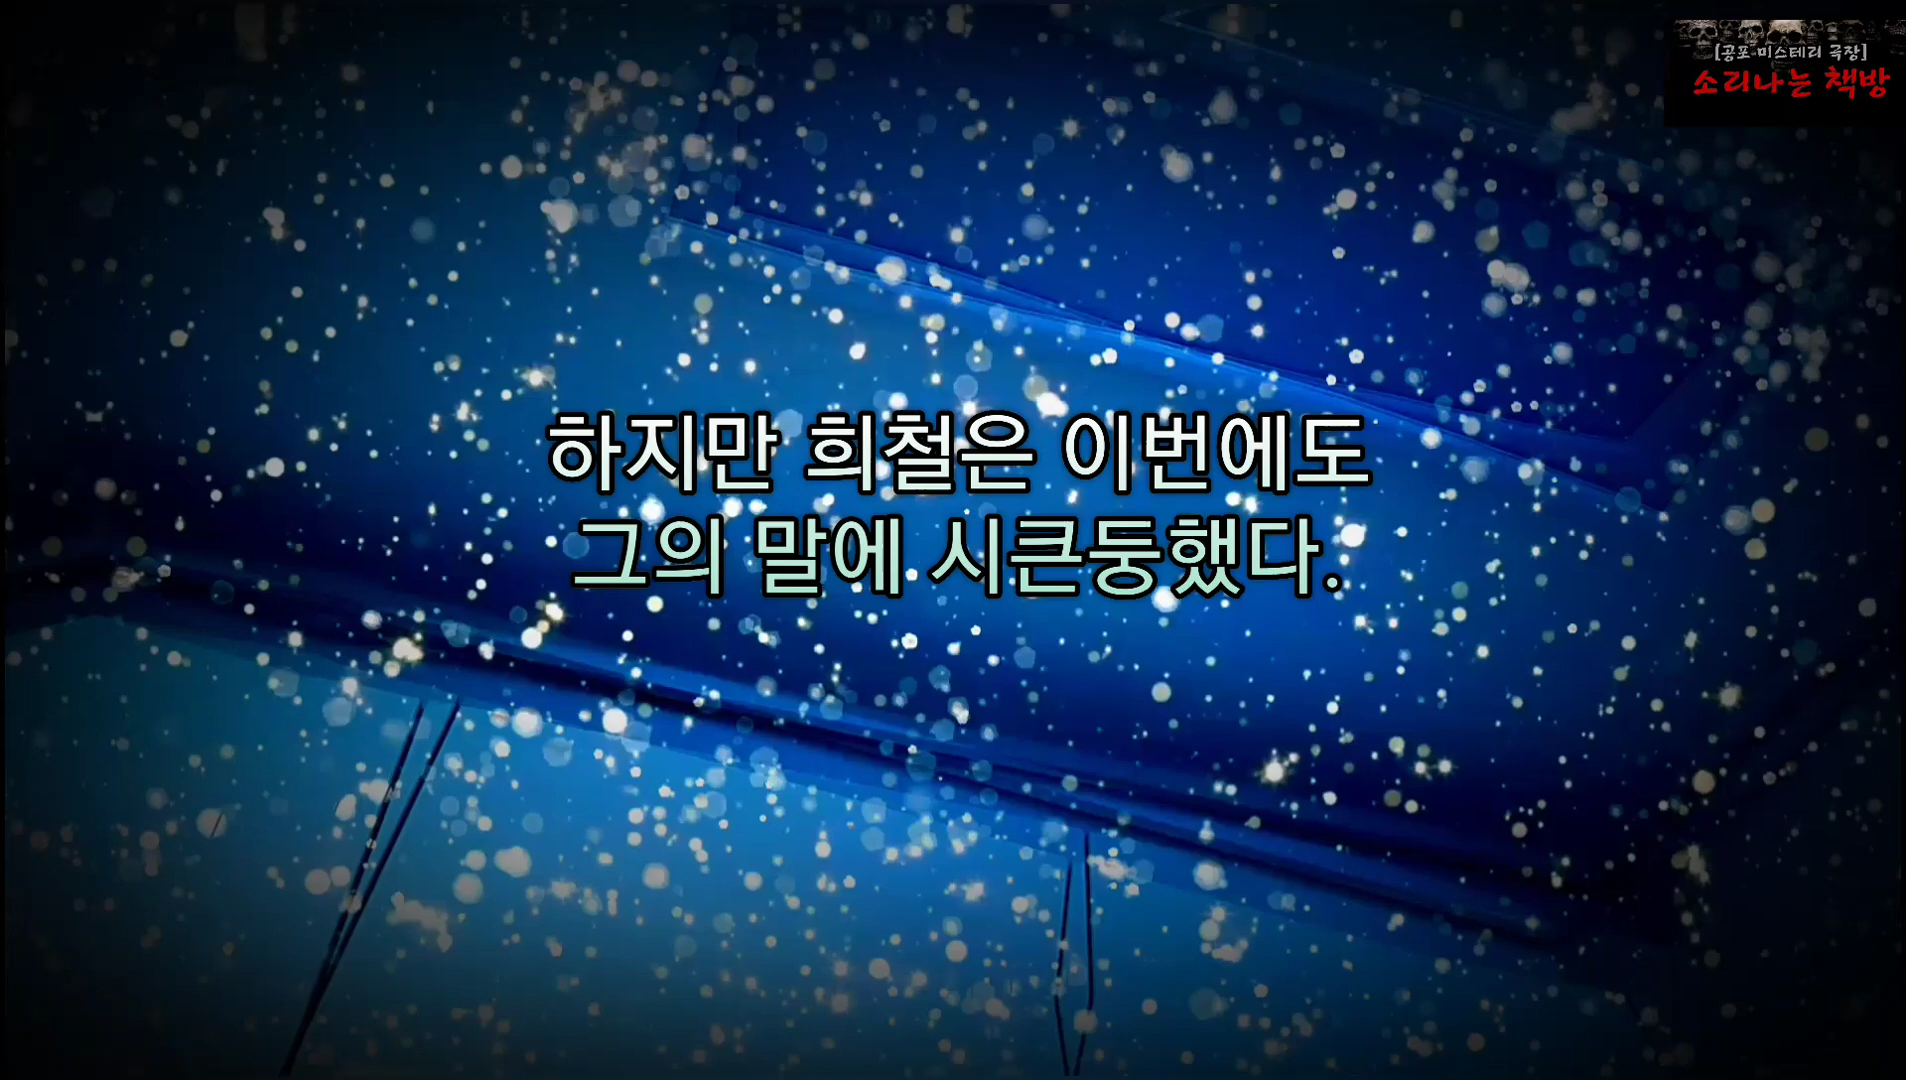 [공포 미스테리 극장]
소리나는 책방
하지만 희철은 이번에도
그의 말에 시큰둥했다.